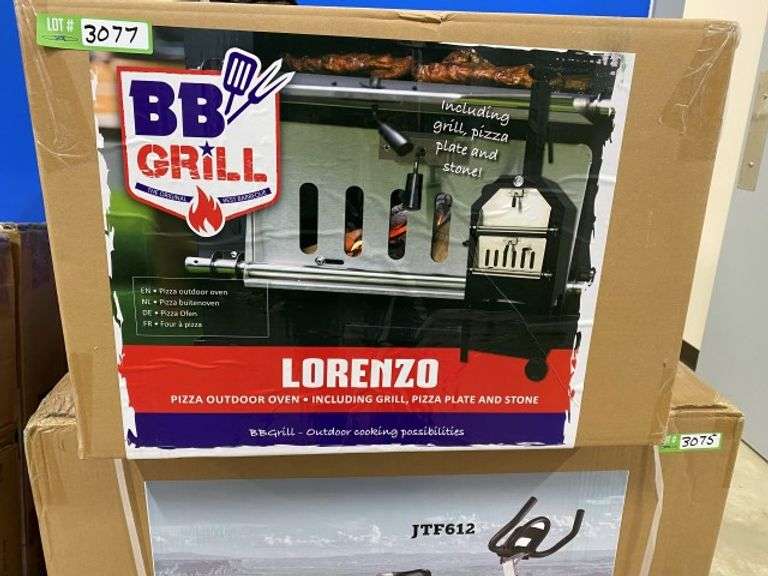 LOT #
3077
BB
GRiLL
THE ORIGINAL
Including
grill, pizza
plate and
stone!
EN • Pizza outdoor oven
NL • Pizza buitenoven
DE • Pizza Ofen
FR • Four à pizza
LORENZO
PIZZA OUTDOOR OVEN • INCLUDING GRILL, PIZZA PLATE AND STONE
BBGrill - Outdoor cooking possibilities
3075
JTF612